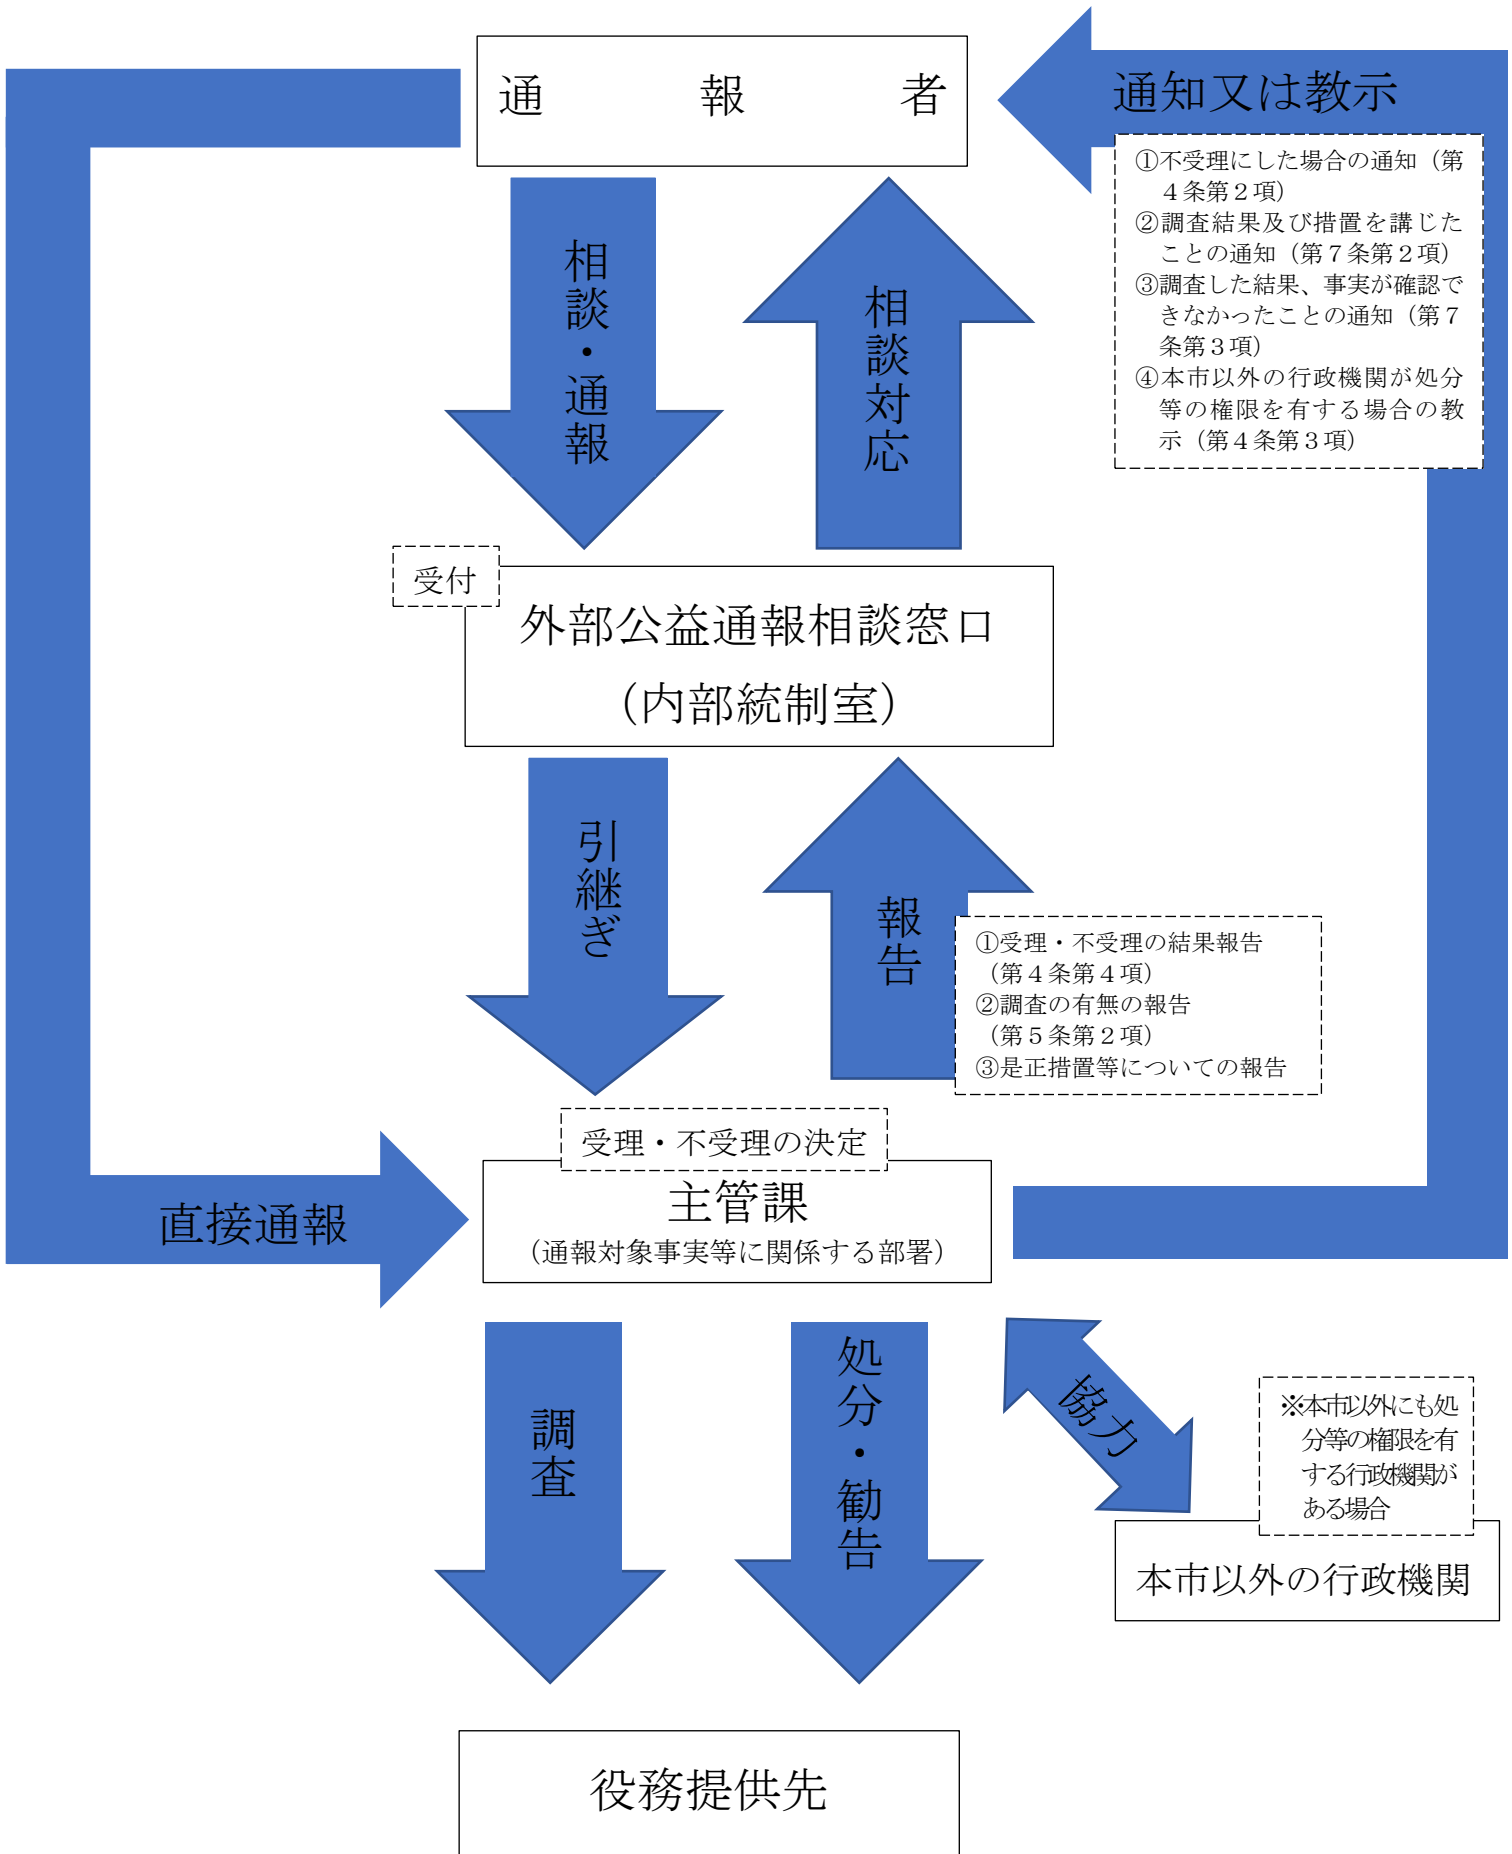 通報者
通知又は教示
①不受理にした場合の通知（第
４条第２項）
②調査結果及び措置を講じた
ことの通知（第７条第２項）
③調査した結果、事実が確認で
きなかったことの通知（第７
条第３項）
④本市以外の行政機関が処分
等の権限を有する場合の教
示（第４条第３項）
相談・通報
相談対応
受付
外部公益通報相談窓口
（内部統制室）
引継ぎ
報告
①受理・不受理の結果報告
（第４条第４項）
②調査の有無の報告
（第５条第２項）
③是正措置等についての報告
受理・不受理の決定
主管課
（通報対象事実等に関係する部署）
直接通報
調査
処分・勧告
協力
※本市以外にも処
分等の権限を有
する行政機関が
ある場合
本市以外の行政機関
役務提供先